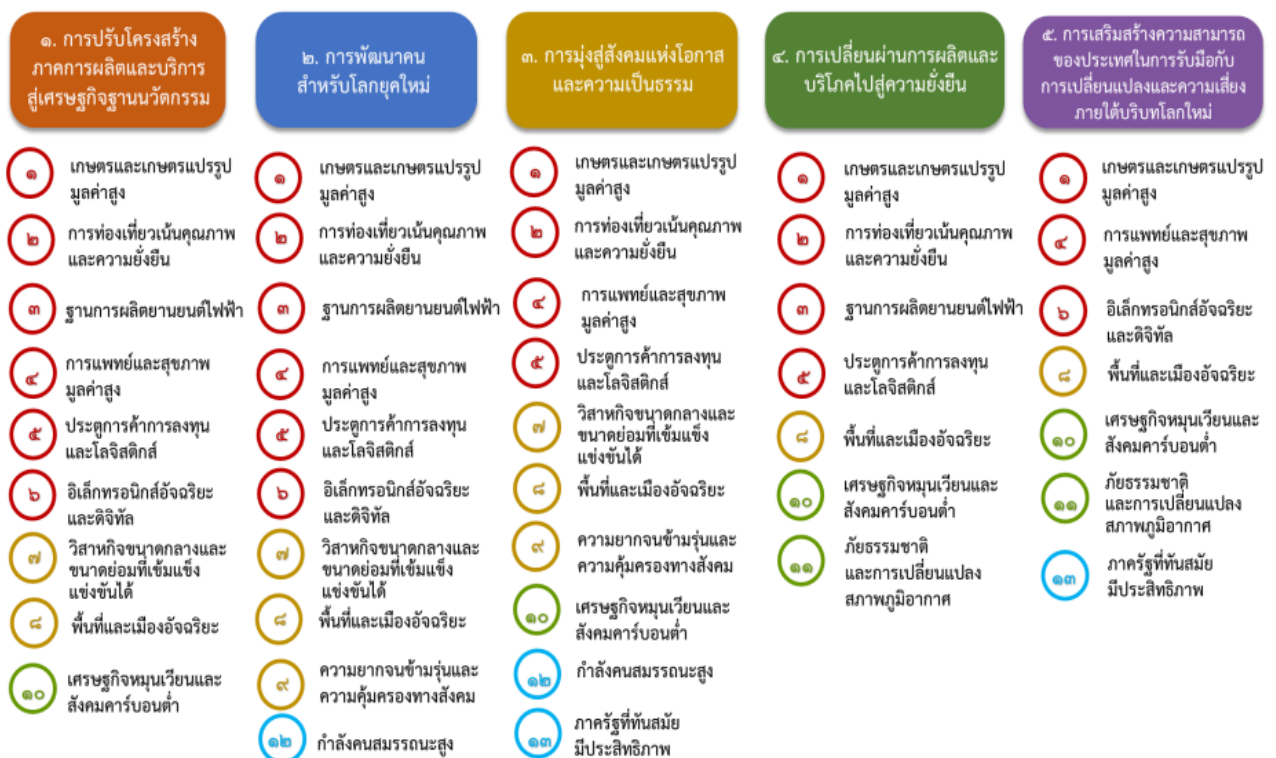 ๑. การปรับโครงสร้าง
ภาคการผลิตและบริการ
สู่เศรษฐกิจฐานนวัตกรรม
๑
เกษตรและเกษตรแปรรูป
มูลค่าสูง
๒
การท่องเที่ยวเน้นคุณภาพ
และความยั่งยืน
๓
ฐานการผลิตยานยนต์ไฟฟ้า
๔
การแพทย์และสุขภาพ
มูลค่าสูง
๕
ประตูการค้าการลงทุน
และโลจิสติกส์
๖
อิเล็กทรอนิกส์อัจฉริยะ
และดิจิทัล
๗
วิสาหกิจขนาดกลางและ
ขนาดย่อมที่เข้มแข็ง
แข่งขันได้
๘
พื้นที่และเมืองอัจฉริยะ
๑๐
เศรษฐกิจหมุนเวียนและ
สังคมคาร์บอนต่ำ
๒. การพัฒนาคน
สำหรับโลกยุคใหม่
๑
เกษตรและเกษตรแปรรูป
มูลค่าสูง
๒
การท่องเที่ยวเน้นคุณภาพ
และความยั่งยืน
๓
ฐานการผลิตยานยนต์ไฟฟ้า
๔
การแพทย์และสุขภาพ
มูลค่าสูง
๕
ประตูการค้าการลงทุน
และโลจิสติกส์
๖
อิเล็กทรอนิกส์อัจฉริยะ
และดิจิทัล
๗
วิสาหกิจขนาดกลางและ
ขนาดย่อมที่เข้มแข็ง
แข่งขันได้
๘
พื้นที่และเมืองอัจฉริยะ
๙
ความยากจนข้ามรุ่นและ
ความคุ้มครองทางสังคม
๑๒
กำลังคนสมรรถนะสูง
๓. การมุ่งสู่สังคมแห่งโอกาส
และความเป็นธรรม
๑
เกษตรและเกษตรแปรรูป
มูลค่าสูง
๒
การท่องเที่ยวเน้นคุณภาพ
และความยั่งยืน
๔
การแพทย์และสุขภาพ
มูลค่าสูง
๕
ประตูการค้าการลงทุน
และโลจิสติกส์
๗
วิสาหกิจขนาดกลางและ
ขนาดย่อมที่เข้มแข็ง
แข่งขันได้
๘
พื้นที่และเมืองอัจฉริยะ
๙
ความยากจนข้ามรุ่นและ
ความคุ้มครองทางสังคม
๑๐
เศรษฐกิจหมุนเวียนและ
สังคมคาร์บอนต่ำ
๑๒
กำลังคนสมรรถนะสูง
๑๓
ภาครัฐที่ทันสมัย
มีประสิทธิภาพ
๔. การเปลี่ยนผ่านการผลิตและ
บริโภคไปสู่ความยั่งยืน
๑
เกษตรและเกษตรแปรรูป
มูลค่าสูง
๒
การท่องเที่ยวเน้นคุณภาพ
และความยั่งยืน
๓
ฐานการผลิตยานยนต์ไฟฟ้า
๕
ประตูการค้าการลงทุน
และโลจิสติกส์
๘
พื้นที่และเมืองอัจฉริยะ
๑๐
เศรษฐกิจหมุนเวียนและ
สังคมคาร์บอนต่ำ
๑๑
ภัยธรรมชาติ
และการเปลี่ยนแปลง
สภาพภูมิอากาศ
๕. การเสริมสร้างความสามารถ
ของประเทศในการรับมือกับ
การเปลี่ยนแปลงและความเสี่ยง
ภายใต้บริบทโลกใหม่
๑
เกษตรและเกษตรแปรรูป
มูลค่าสูง
๔
การแพทย์และสุขภาพ
มูลค่าสูง
๖
อิเล็กทรอนิกส์อัจฉริยะ
และดิจิทัล
๘
พื้นที่และเมืองอัจฉริยะ
๑๐
เศรษฐกิจหมุนเวียนและ
สังคมคาร์บอนต่ำ
๑๑
ภัยธรรมชาติ
และการเปลี่ยนแปลง
สภาพภูมิอากาศ
๑๓
ภาครัฐที่ทันสมัย
มีประสิทธิภาพ